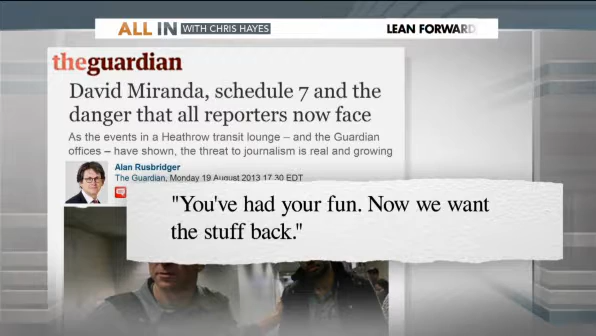 ALL IN WITH CHRIS HAYES
LEAN FORWARD
theguardian
David Miranda, schedule 7 and the
danger that all reporters now face
As the events in a Heathrow transit lounge – and the Guardian
offices – have shown, the threat to journalism is real and growing
Alan Rusbridger
The Guardian, Monday 19 August 2013 17.30 EDT
"You've had your fun. Now we want
the stuff back."